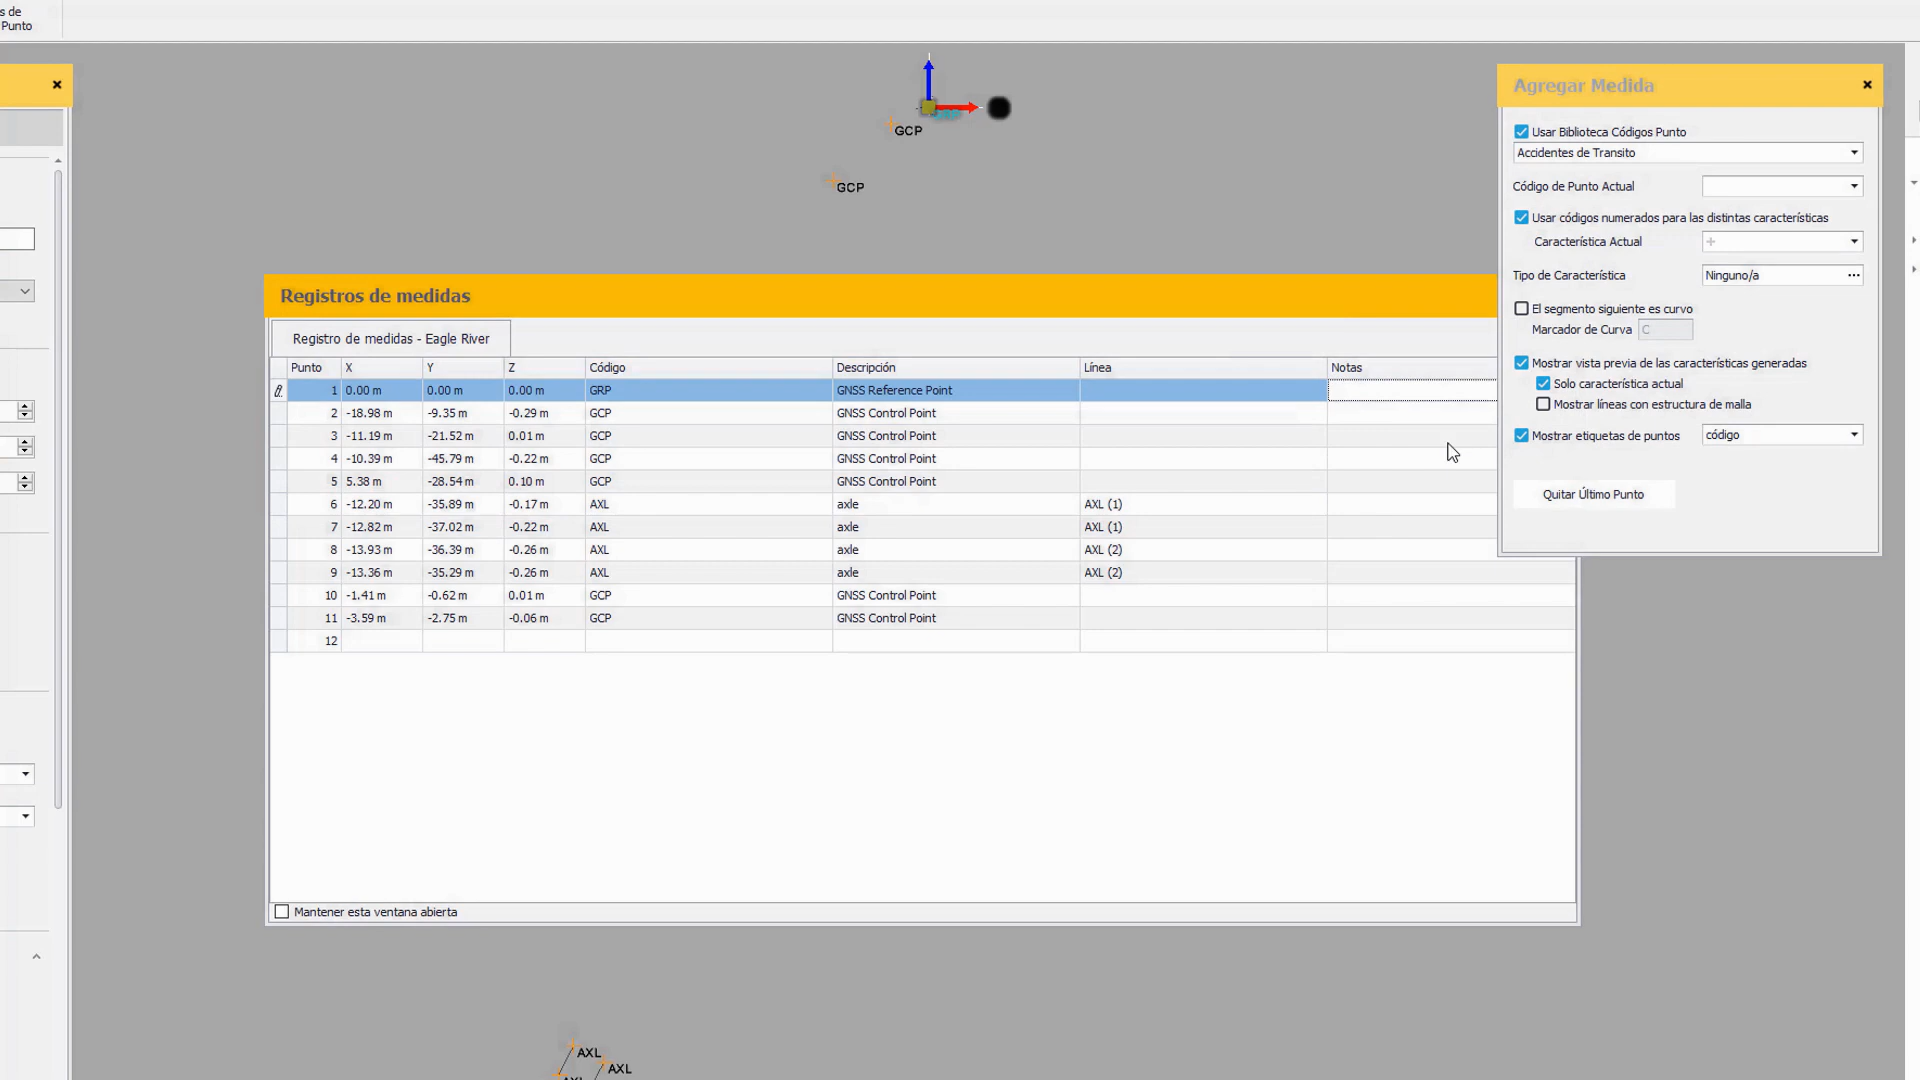 s de
Punto
GCP
GCP
Agregar Medida
Usar Biblioteca Códigos Punto
Accidentes de Transito
Código de Punto Actual
Usar códigos numerados para las distintas características
Característica Actual +
Tipo de Característica Ninguno/a ...
El segmento siguiente es curvo
Marcador de Curva C
Mostrar vista previa de las características generadas
Solo característica actual
Mostrar líneas con estructura de malla
Mostrar etiquetas de puntos código
Quitar Último Punto
Registros de medidas
Registro de medidas - Eagle River
Punto X Y Z Código Descripción Línea Notas
1 0.00 m 0.00 m 0.00 m GRP GNSS Reference Point
2 -18.98 m -9.35 m -0.29 m GCP GNSS Control Point
3 -11.19 m -21.52 m 0.01 m GCP GNSS Control Point
4 -10.39 m -45.79 m -0.22 m GCP GNSS Control Point
5 5.38 m -28.54 m 0.10 m GCP GNSS Control Point
6 -12.20 m -35.89 m -0.17 m AXL axle AXL (1)
7 -12.82 m -37.02 m -0.22 m AXL axle AXL (1)
8 -13.93 m -36.39 m -0.26 m AXL axle AXL (2)
9 -13.36 m -35.29 m -0.26 m AXL axle AXL (2)
10 -1.41 m -0.62 m 0.01 m GCP GNSS Control Point
11 -3.59 m -2.75 m -0.06 m GCP GNSS Control Point
12
Mantener esta ventana abierta
AXL
AXL